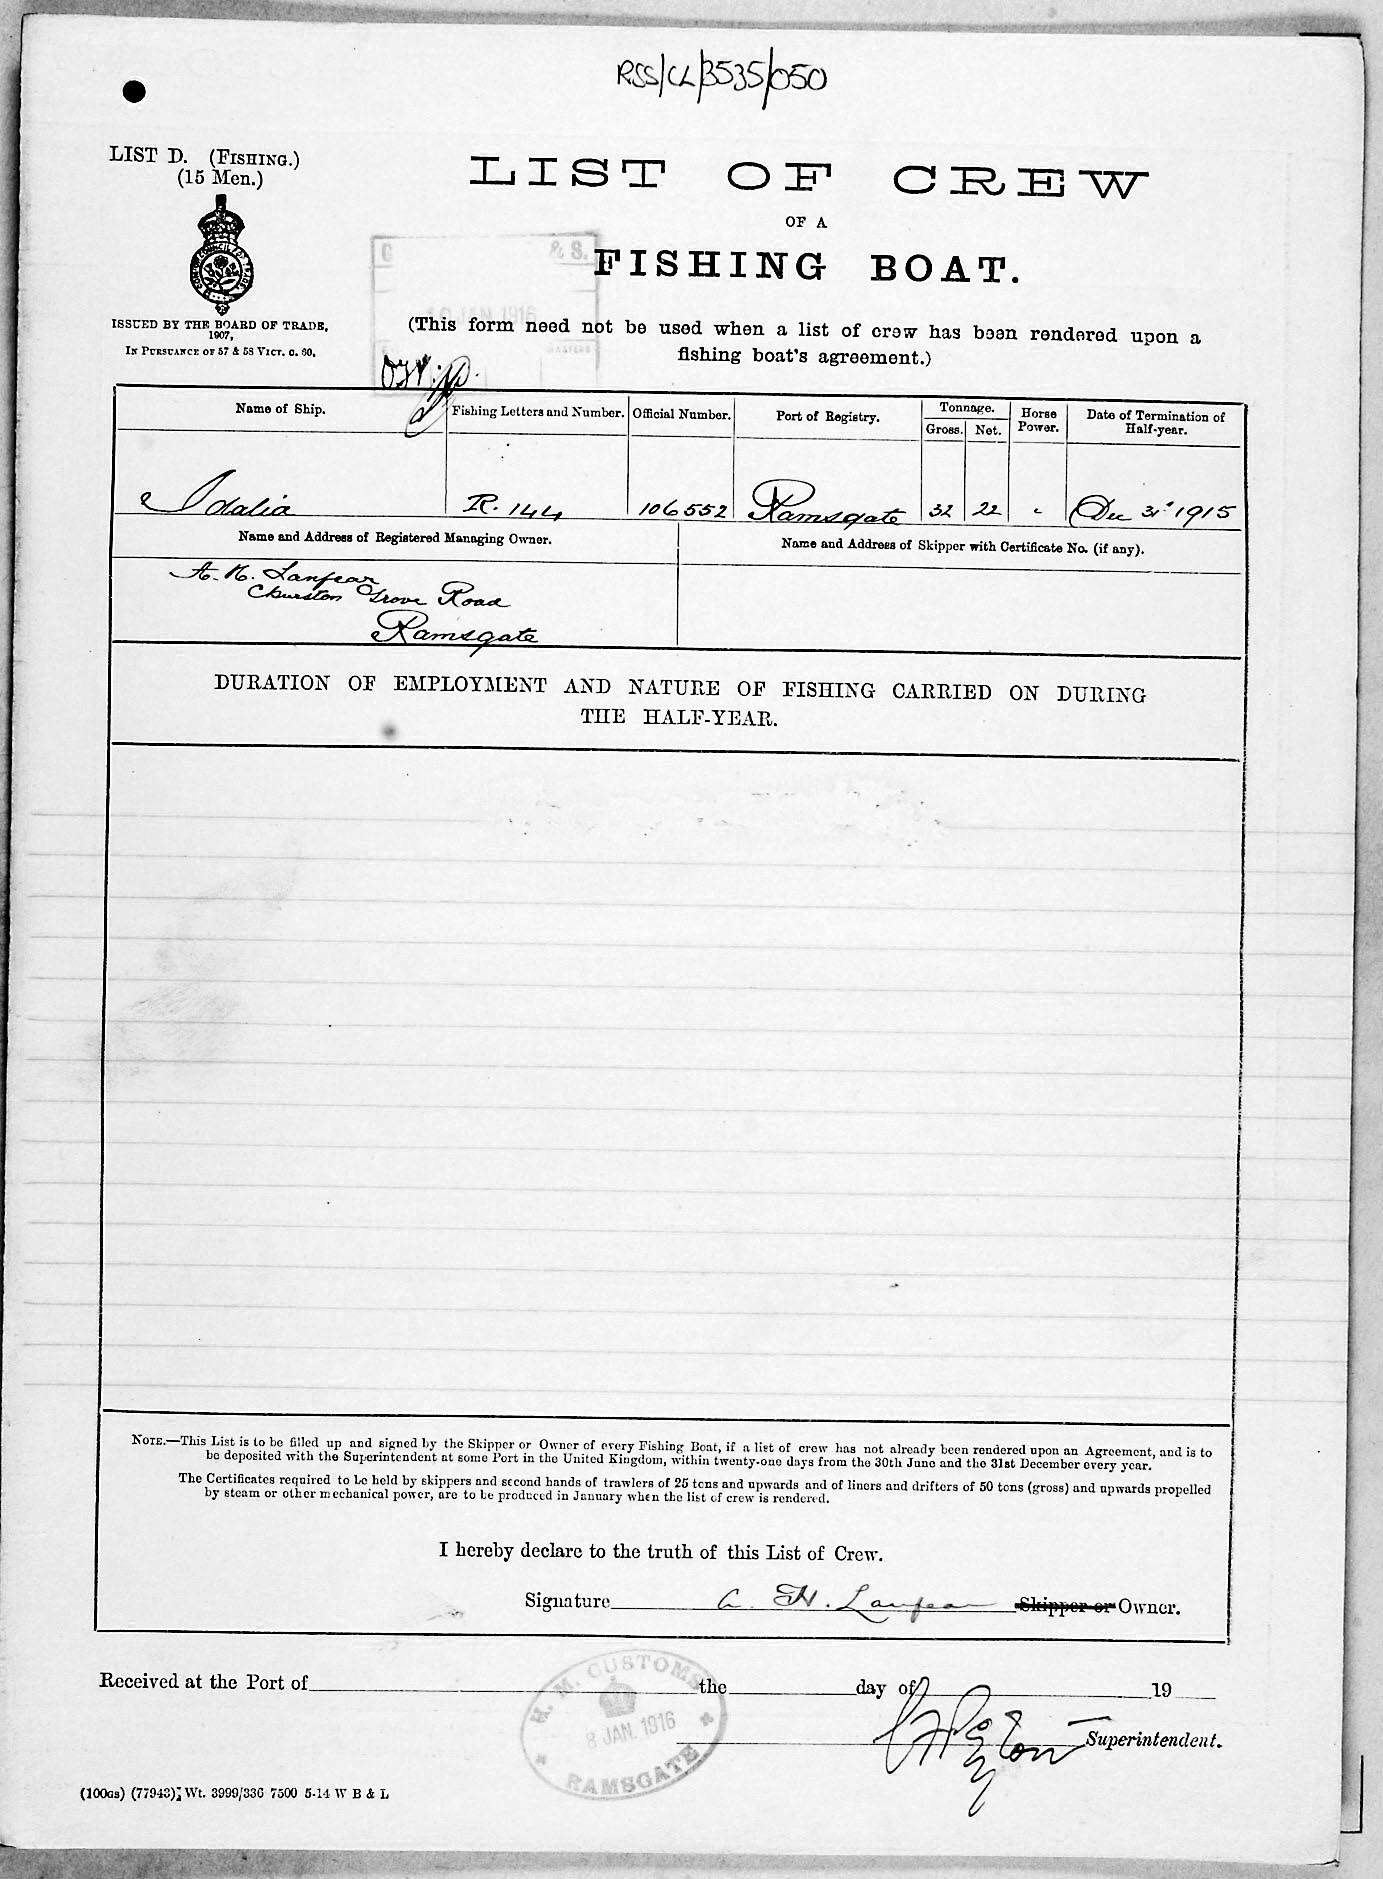 RSS/CL/3535/050
LIST D. (FISHING.)
(15 Men.)
ISSUED BY THE BOARD OF TRADE,
1907,
IN PURSUANCE OF 57 & 58 VICT. C. 60.
LIST OF CREW
OF A
FISHING BOAT.
(This form need not be used when a list of crew has been rendered upon a
fishing boat's agreement.)
& S.
10 JAN 1916
Name of Ship. Fishing Letters and Number. Official Number. Port of Registry. Tonnage. Horse Power. Date of Termination of Half-year.
Gross. Net.
Idalia R. 144 106552 Ramsgate 32 22 Dec 31st 1915
Name and Address of Registered Managing Owner. Name and Address of Skipper with Certificate No. (if any).
A. H. Lanfear
Churston Grove Road
Ramsgate
DURATION OF EMPLOYMENT AND NATURE OF FISHING CARRIED ON DURING
THE HALF-YEAR.
NOTE.—This List is to be filled up and signed by the Skipper or Owner of every Fishing Boat, if a list of crew has not already been rendered upon an Agreement, and is to
be deposited with the Superintendent at some Port in the United Kingdom, within twenty-one days from the 30th June and the 31st December every year.
The Certificates required to be held by skippers and second hands of trawlers of 25 tons and upwards and of liners and drifters of 50 tons (gross) and upwards propelled
by steam or other mechanical power, are to be produced in January when the list of crew is rendered.
I hereby declare to the truth of this List of Crew.
Signature A. H. Lanfear Skipper or Owner.
Received at the Port of the day of 19
Superintendent.
H. M. CUSTOMS
8 JAN. 1916
RAMSGATE
(100GS) (77943) Wt. 3999/336 7500 5-14 W B & L